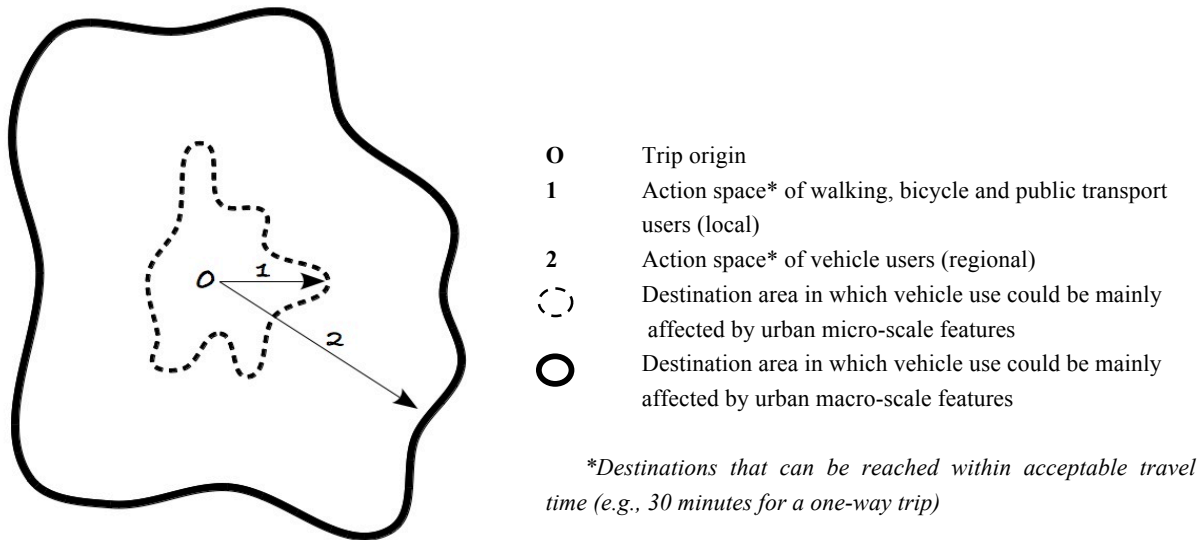 O
1
2
O Trip origin
1 Action space* of walking, bicycle and public transport
users (local)
2 Action space* of vehicle users (regional)
Destination area in which vehicle use could be mainly
affected by urban micro-scale features
Destination area in which vehicle use could be mainly
affected by urban macro-scale features
*Destinations that can be reached within acceptable travel
time (e.g., 30 minutes for a one-way trip)